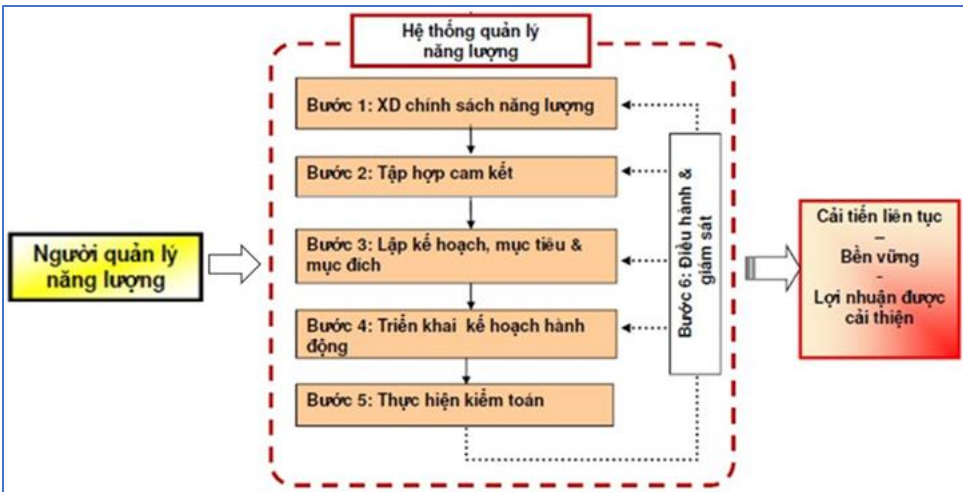 Hệ thống quản lý
năng lượng
Bước 1: XD chính sách năng lượng
Bước 2: Tập hợp cam kết
Bước 3: Lập kế hoạch, mục tiêu &
mục đích
Bước 4: Triển khai kế hoạch hành
động
Bước 5: Thực hiện kiểm toán
Bước 6: Điều hành &
giám sát
Người quản lý
năng lượng
Cải tiến liên tục
–
Bền vững
-
Lợi nhuận được
cải thiện